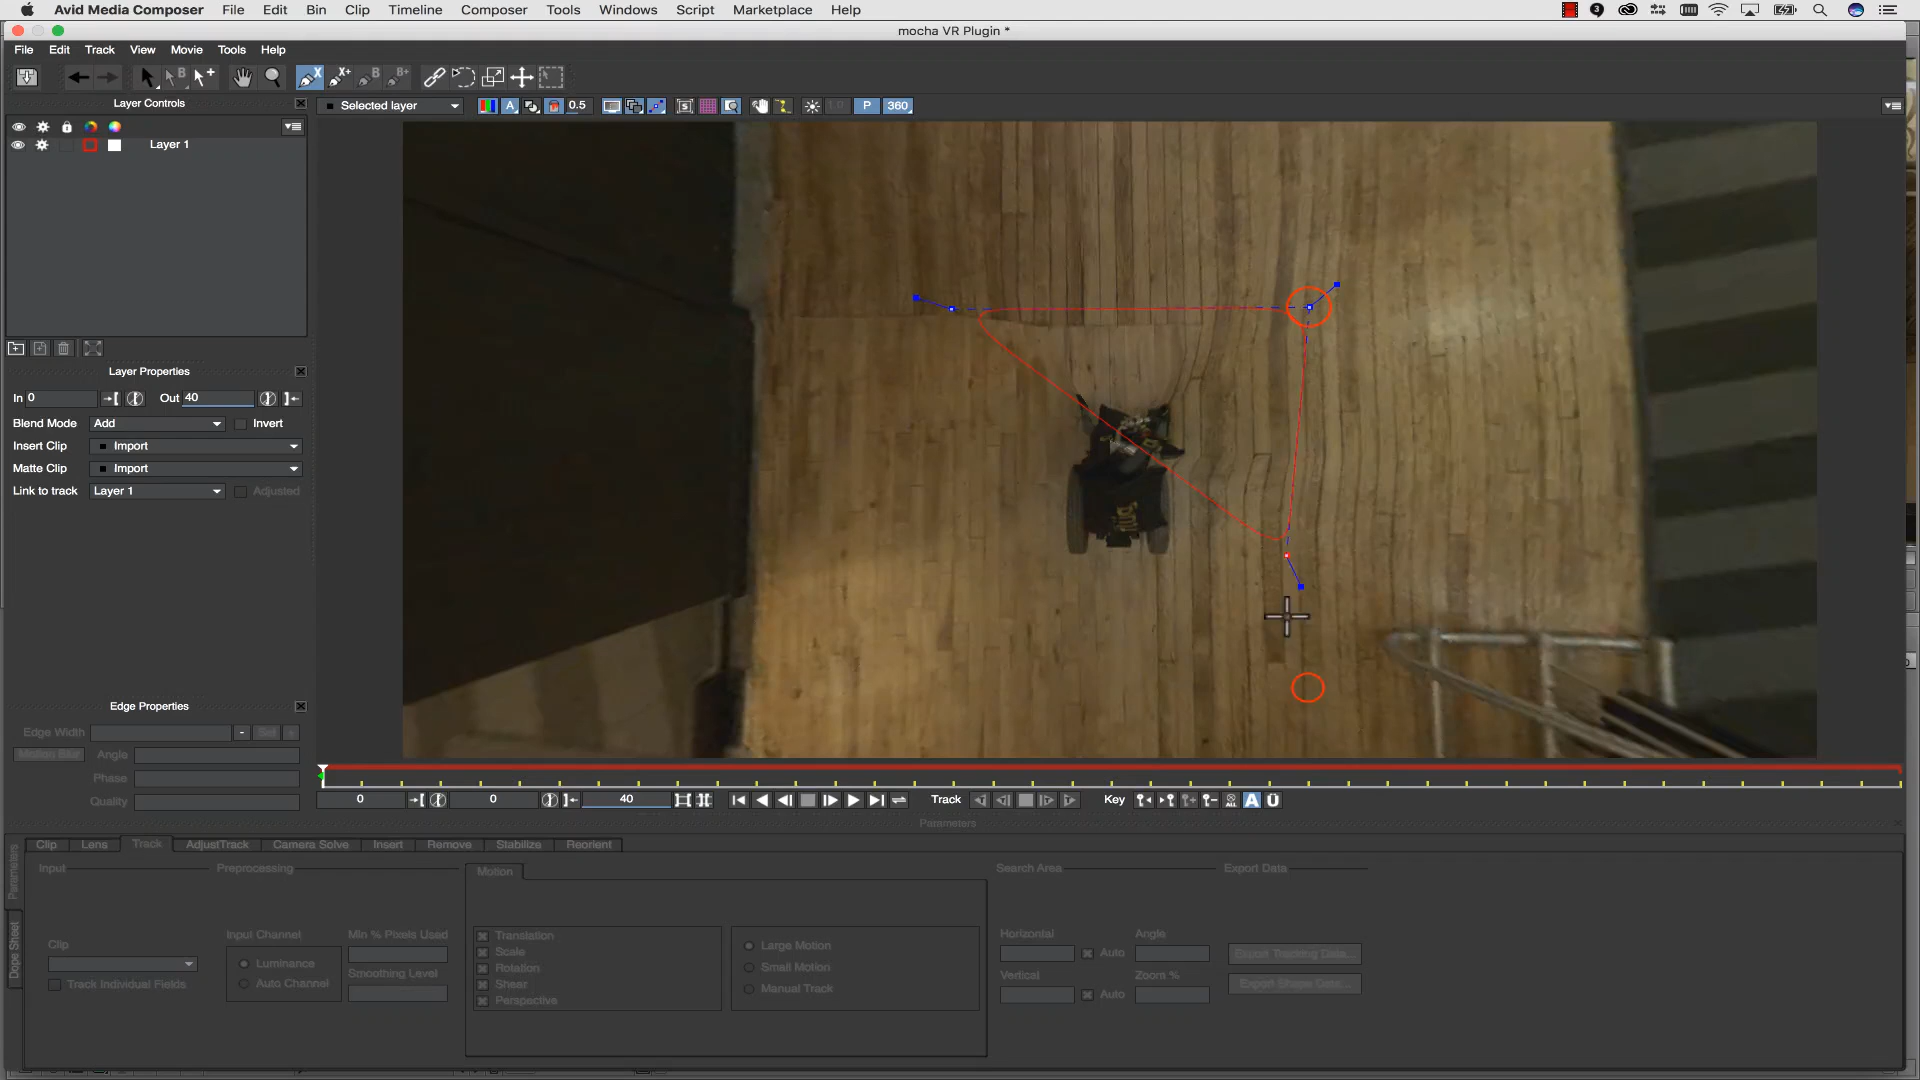 Avid Media Composer File Edit Bin Clip Timeline Composer Tools Windows Script Marketplace Help
mocha VR Plugin *
File Edit Track View Movie Tools Help
Layer Controls
Selected layer
0.5
1.0
P
360
Layer 1
Layer Properties
In 0
Out 40
Blend Mode Add Invert
Insert Clip Import
Matte Clip Import
Link to track Layer 1 Adjusted
Edge Properties
Edge Width - Set +
Motion Blur Angle
Phase
Quality
0 0 40 Track Key
Parameters
Clip Lens Track AdjustTrack Camera Solve Insert Remove Stabilize Reorient
Parameters
Dope Sheet
Input Preprocessing Motion Search Area Export Data
Clip
Track Individual Fields
Input Channel
Luminance
Auto Channel
Min % Pixels Used
Smoothing Level
Translation
Scale
Rotation
Shear
Perspective
Large Motion
Small Motion
Manual Track
Horizontal Angle
Auto
Vertical Zoom %
Auto
Export Tracking Data...
Export Shape Data...